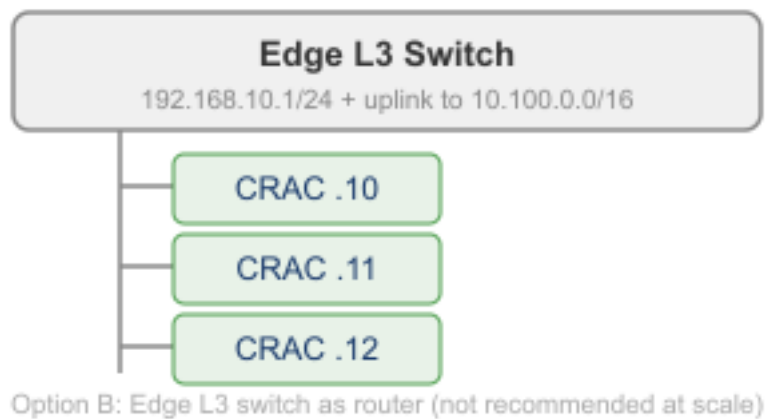 Edge L3 Switch
192.168.10.1/24 + uplink to 10.100.0.0/16
CRAC .10
CRAC .11
CRAC .12
Option B: Edge L3 switch as router (not recommended at scale)